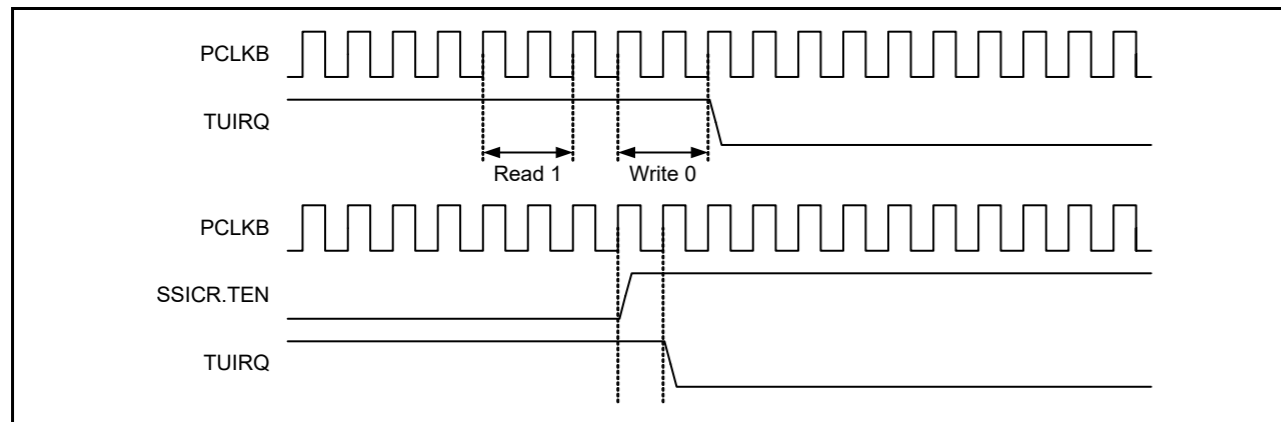 PCLKB
TUIRQ
Read 1 Write 0
PCLKB
SSICR.TEN
TUIRQ